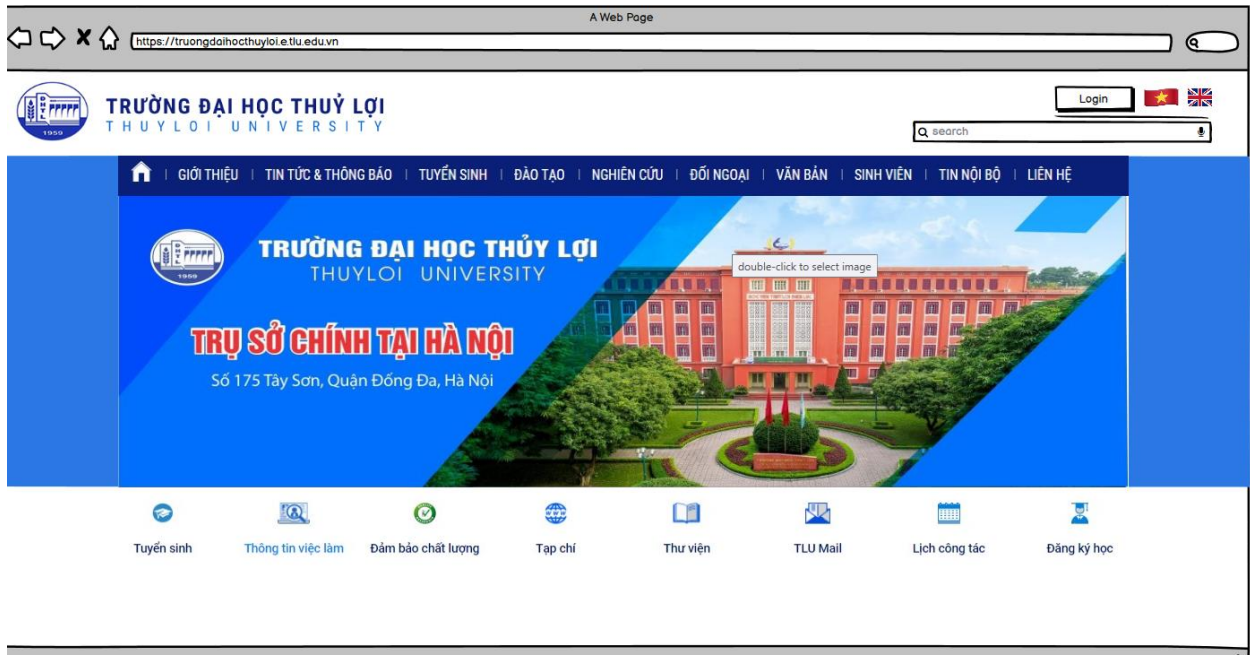 A Web Page
https://truongdaihocthuyloi.e.tlu.edu.vn
1959
TRƯỜNG ĐẠI HỌC THUỶ LỢI
THUYLOI UNIVERSITY
Login
search
GIỚI THIỆU | TIN TỨC & THÔNG BÁO | TUYỂN SINH | ĐÀO TẠO | NGHIÊN CỨU | ĐỐI NGOẠI | VĂN BẢN | SINH VIÊN | TIN NỘI BỘ | LIÊN HỆ
1959
TRƯỜNG ĐẠI HỌC THỦY LỢI
THUYLOI UNIVERSITY
double-click to select image
TRỤ SỞ CHÍNH TẠI HÀ NỘI
Số 175 Tây Sơn, Quận Đống Đa, Hà Nội
Tuyển sinh
Thông tin việc làm
Đảm bảo chất lượng
Tạp chí
Thư viện
TLU Mail
Lịch công tác
Đăng ký học